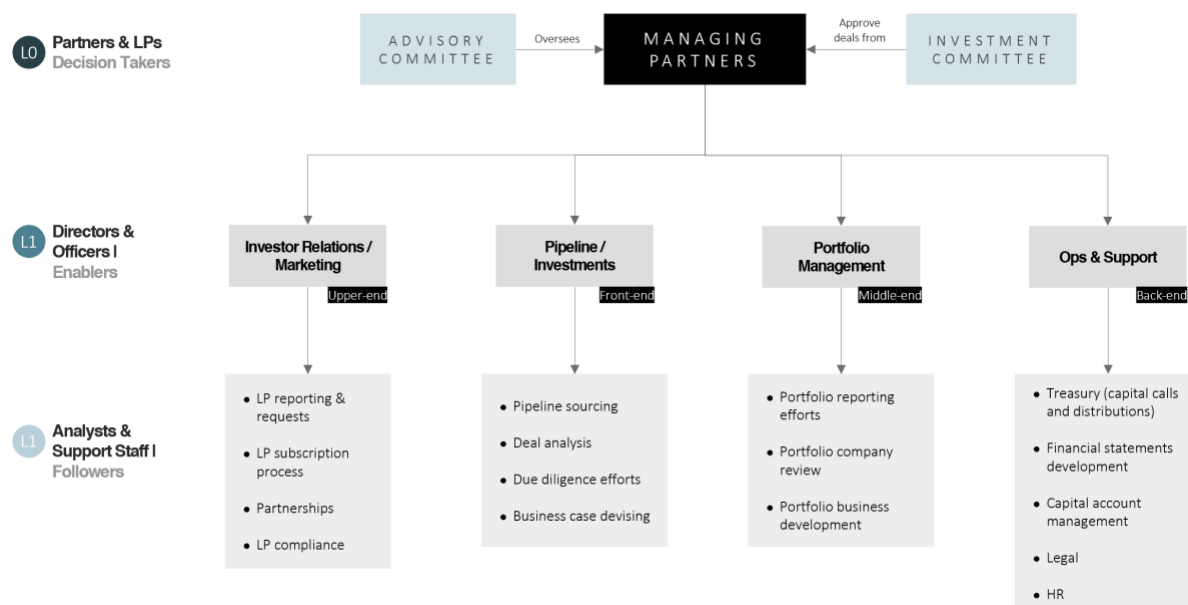 L0
Partners & LPs
Decision Takers
ADVISORY
COMMITTEE
Oversees
MANAGING
PARTNERS
Approve
deals from
INVESTMENT
COMMITTEE
L1
Directors &
Officers |
Enablers
Investor Relations /
Marketing
Upper-end
Pipeline /
Investments
Front-end
Portfolio
Management
Middle-end
Ops & Support
Back-end
L1
Analysts &
Support Staff |
Followers
• LP reporting &
requests
• LP subscription
process
• Partnerships
• LP compliance
• Pipeline sourcing
• Deal analysis
• Due diligence efforts
• Business case devising
• Portfolio reporting
efforts
• Portfolio company
review
• Portfolio business
development
• Treasury (capital calls
and distributions)
• Financial statements
development
• Capital account
management
• Legal
• HR